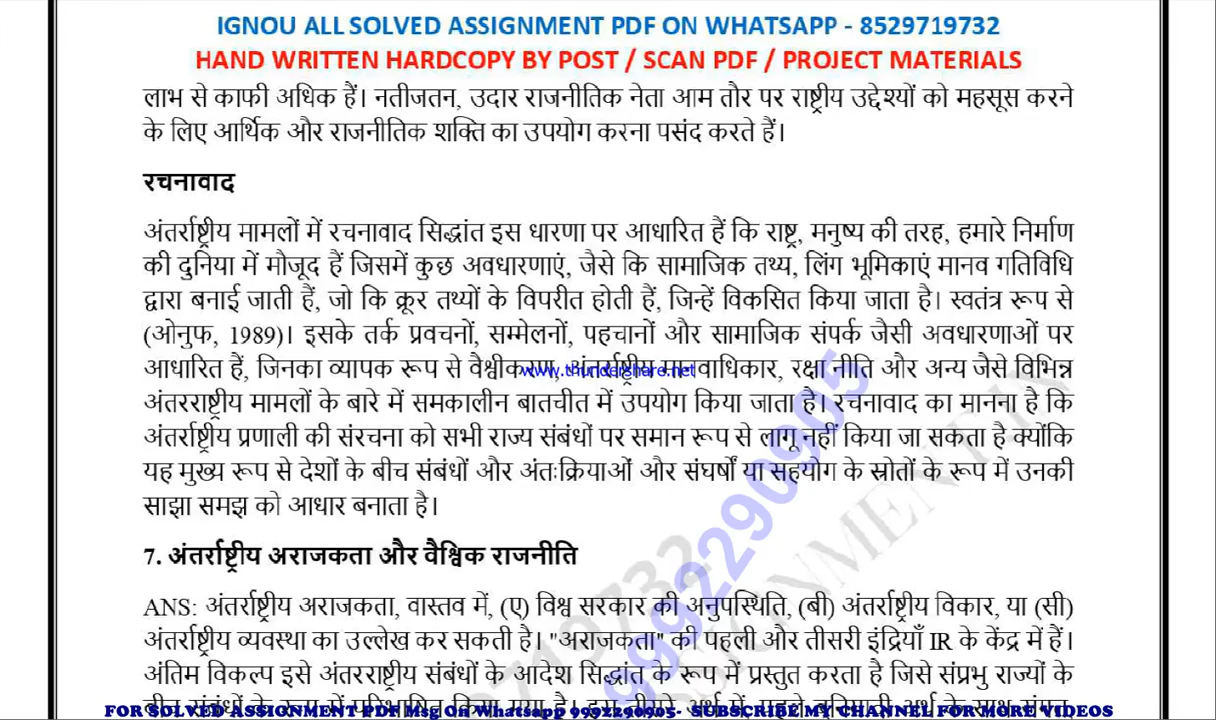 IGNOU ALL SOLVED ASSIGNMENT PDF ON WHATSAPP - 8529719732
HAND WRITTEN HARDCOPY BY POST / SCAN PDF / PROJECT MATERIALS
लाभ से काफी अधिक हैं। नतीजतन, उदार राजनीतिक नेता आम तौर पर राष्ट्रीय उद्देश्यों को महसूस करने
के लिए आर्थिक और राजनीतिक शक्ति का उपयोग करना पसंद करते हैं।
रचनावाद
अंतर्राष्ट्रीय मामलों में रचनावाद सिद्धांत इस धारणा पर आधारित हैं कि राष्ट्र, मनुष्य की तरह, हमारे निर्माण
की दुनिया में मौजूद हैं जिसमें कुछ अवधारणाएं, जैसे कि सामाजिक तथ्य, लिंग भूमिकाएं मानव गतिविधि
द्वारा बनाई जाती हैं, जो कि क्रूर तथ्यों के विपरीत होती हैं, जिन्हें विकसित किया जाता है। स्वतंत्र रूप से
(ओनुफ, 1989)। इसके तर्क प्रवचनों, सम्मेलनों, पहचानों और सामाजिक संपर्क जैसी अवधारणाओं पर
आधारित हैं, जिनका व्यापक रूप से वैश्वीकरण, अंतर्राष्ट्रीय मानवाधिकार, रक्षा नीति और अन्य जैसे विभिन्न
www.thundershare.net
अंतरराष्ट्रीय मामलों के बारे में समकालीन बातचीत में उपयोग किया जाता है। रचनावाद का मानना है कि
अंतर्राष्ट्रीय प्रणाली की संरचना को सभी राज्य संबंधों पर समान रूप से लागू नहीं किया जा सकता है क्योंकि
यह मुख्य रूप से देशों के बीच संबंधों और अंतःक्रियाओं और संघर्षों या सहयोग के स्रोतों के रूप में उनकी
साझा समझ को आधार बनाता है।
9992290905
7. अंतर्राष्ट्रीय अराजकता और वैश्विक राजनीति
ANS: अंतर्राष्ट्रीय अराजकता, वास्तव में, (ए) विश्व सरकार की अनुपस्थिति, (बी) अंतर्राष्ट्रीय विकार, या (सी)
अंतर्राष्ट्रीय व्यवस्था का उल्लेख कर सकती है। "अराजकता" की पहली और तीसरी इंद्रियाँ IR के केंद्र में हैं।
अंतिम विकल्प इसे अंतरराष्ट्रीय संबंधों के आदेश सिद्धांत के रूप में प्रस्तुत करता है जिसे संप्रभु राज्यों के
FOR SOLVED ASSIGNMENT PDF Msg On Whatsapp 9992290905- SUBSCRIBE MY CHANNEL FOR MORE VIDEOS